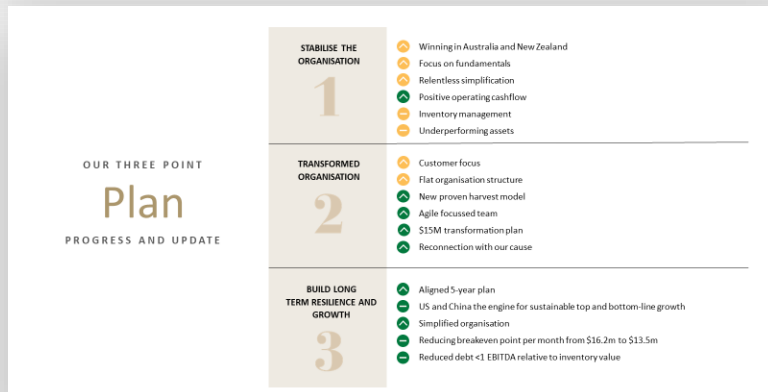 OUR THREE POINT
Plan
PROGRESS AND UPDATE
STABILISE THE
ORGANISATION
1
Winning in Australia and New Zealand
Focus on fundamentals
Relentless simplification
Positive operating cashflow
Inventory management
Underperforming assets
TRANSFORMED
ORGANISATION
2
Customer focus
Flat organisation structure
New proven harvest model
Agile focussed team
$15M transformation plan
Reconnection with our cause
BUILD LONG
TERM RESILIENCE AND
GROWTH
3
Aligned 5-year plan
US and China the engine for sustainable top and bottom-line growth
Simplified organisation
Reducing breakeven point per month from $16.2m to $13.5m
Reduced debt <1 EBITDA relative to inventory value